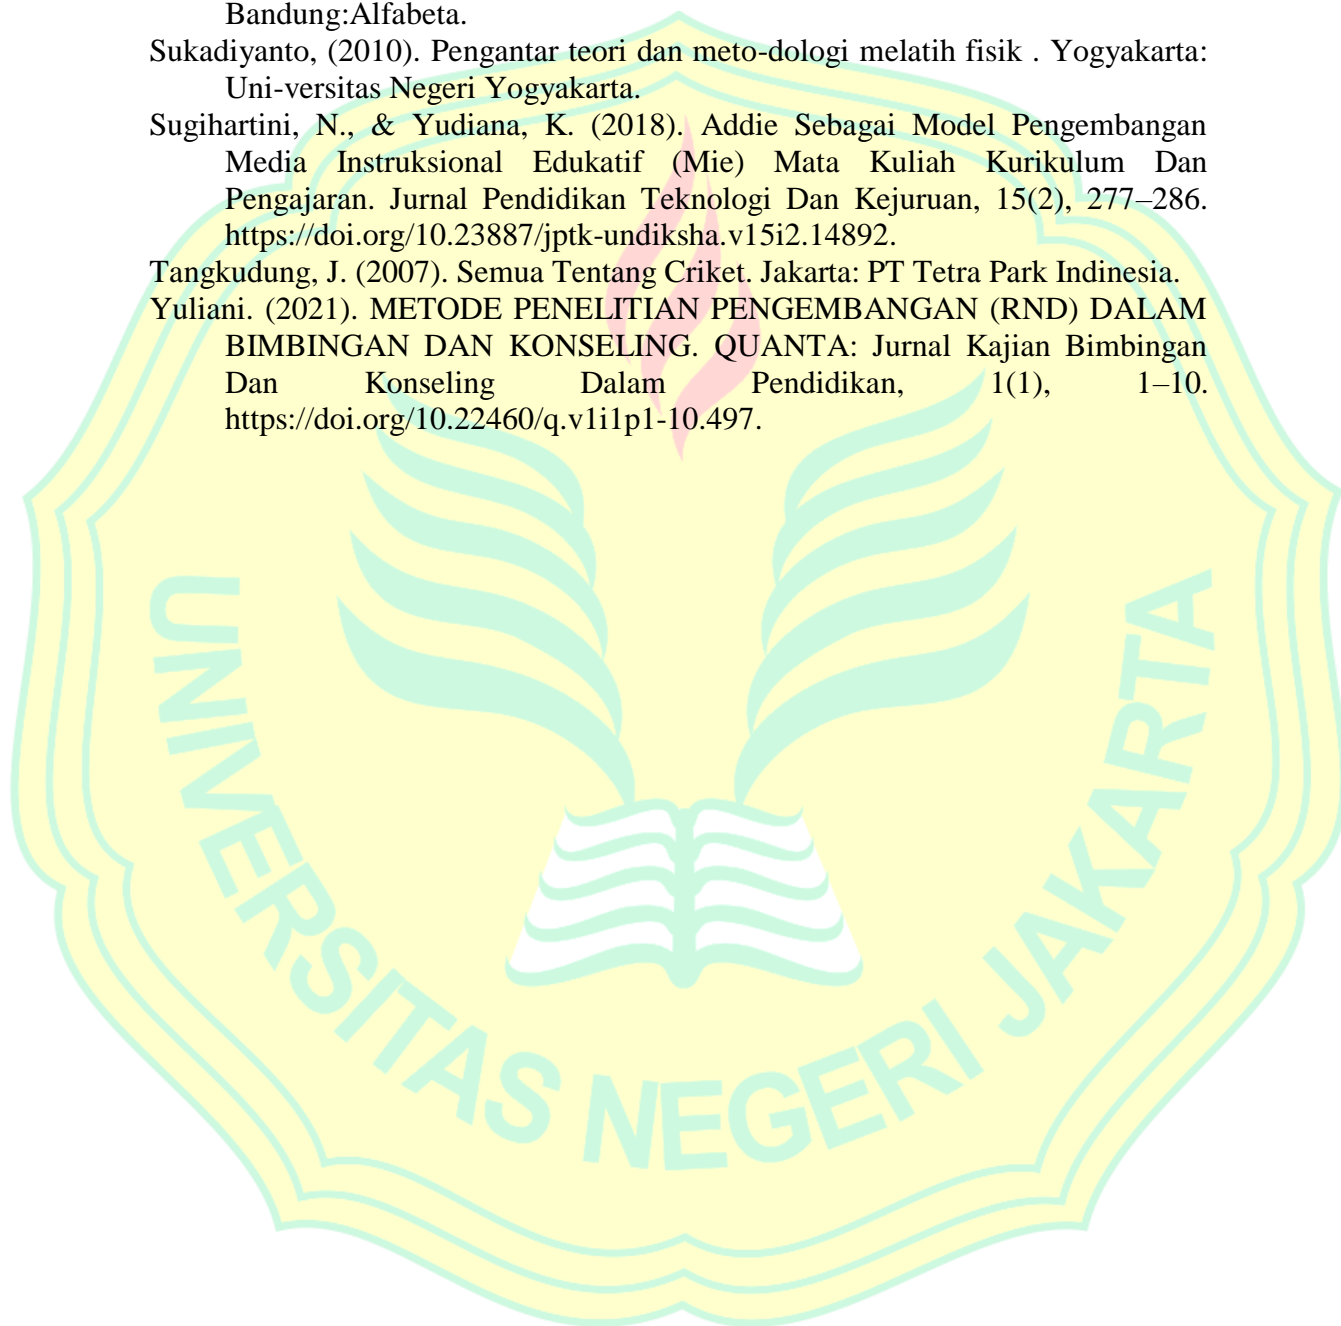 Bandung:Alfabeta.
Sukadiyanto, (2010). Pengantar teori dan meto-dologi melatih fisik . Yogyakarta:
Uni-versitas Negeri Yogyakarta.
Sugihartini, N., & Yudiana, K. (2018). Addie Sebagai Model Pengembangan
Media Instruksional Edukatif (Mie) Mata Kuliah Kurikulum Dan
Pengajaran. Jurnal Pendidikan Teknologi Dan Kejuruan, 15(2), 277–286.
https://doi.org/10.23887/jptk-undiksha.v15i2.14892.
Tangkudung, J. (2007). Semua Tentang Criket. Jakarta: PT Tetra Park Indinesia.
Yuliani. (2021). METODE PENELITIAN PENGEMBANGAN (RND) DALAM
BIMBINGAN DAN KONSELING. QUANTA: Jurnal Kajian Bimbingan
Dan Konseling Dalam Pendidikan, 1(1), 1–10.
https://doi.org/10.22460/q.v1i1p1-10.497.
UNIVERSITAS NEGERI JAKARTA